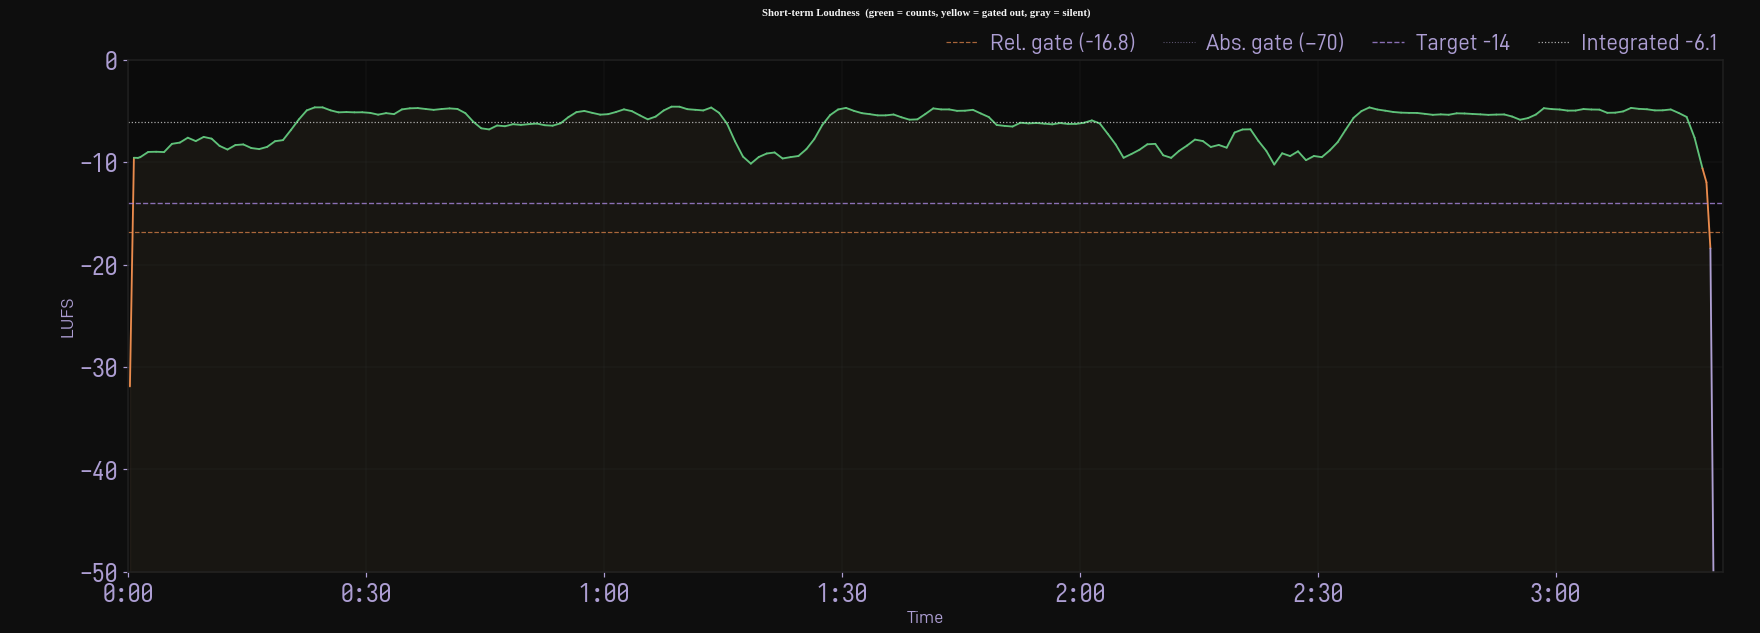 Short-term Loudness (green = counts, yellow = gated out, gray = silent)
Rel. gate (-16.8) Abs. gate (−70) Target -14 Integrated -6.1
0
−10
−20
−30
−40
−50
LUFS
0:00 0:30 1:00 1:30 2:00 2:30 3:00
Time